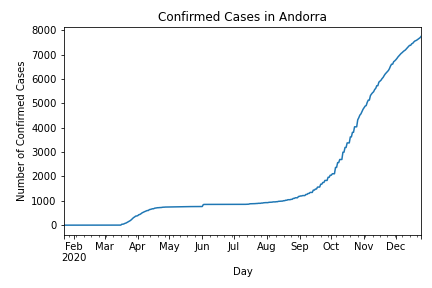 Confirmed Cases in Andorra
8000
7000
6000
5000
4000
3000
2000
1000
0
Number of Confirmed Cases
Feb Mar Apr May Jun Jul Aug Sep Oct Nov Dec
2020
Day